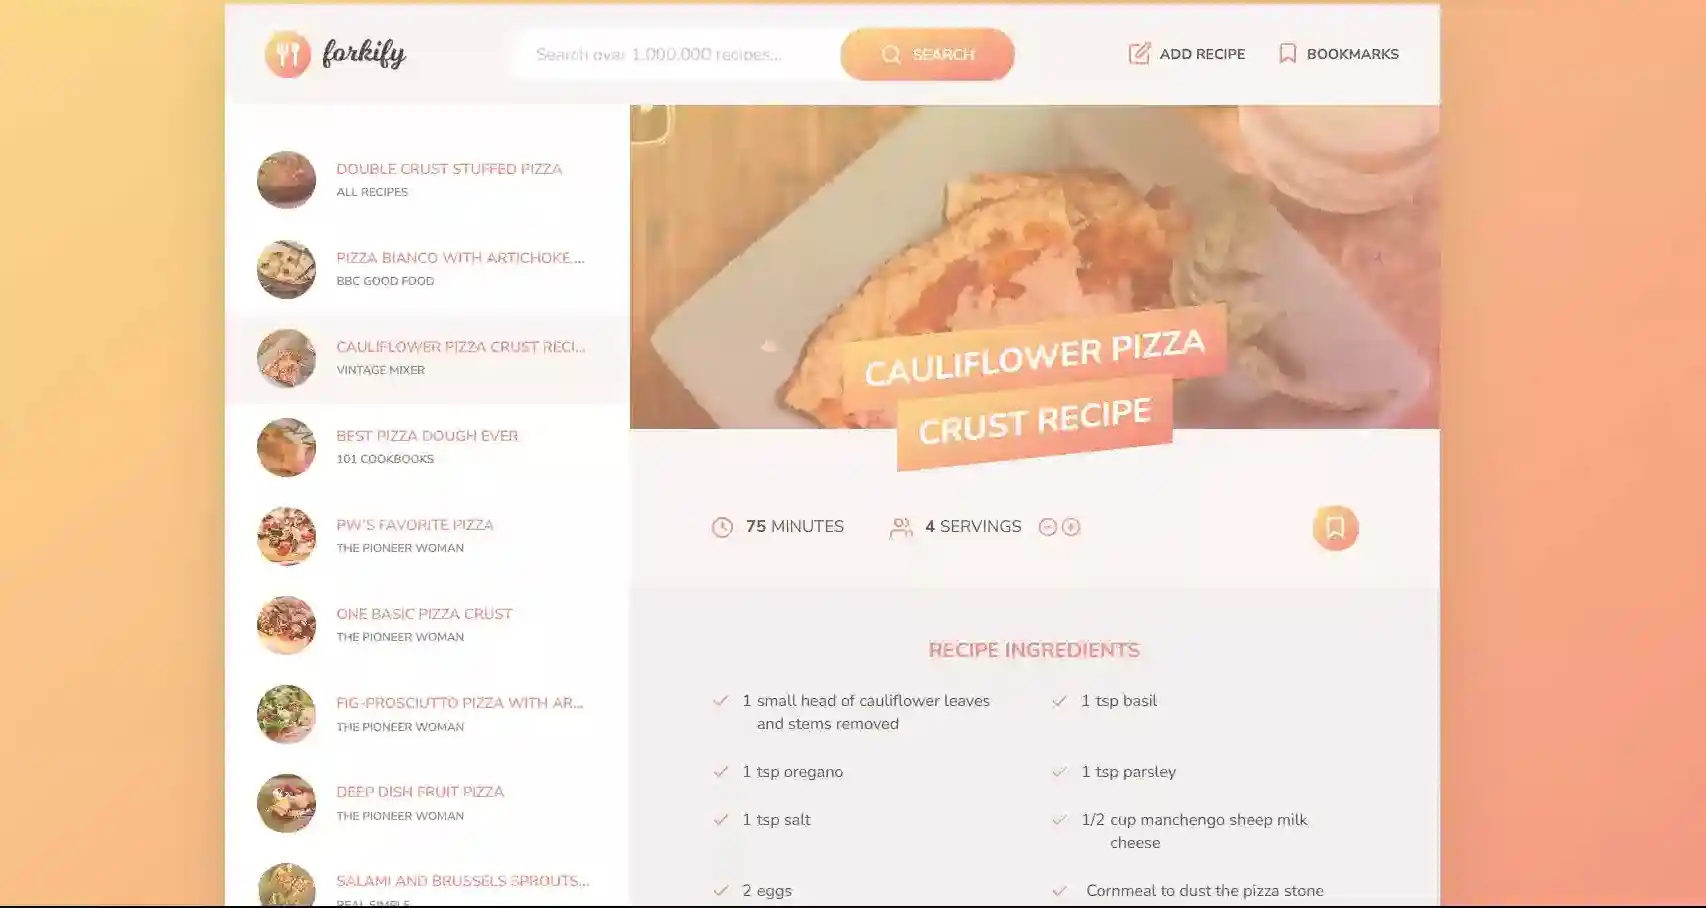 forkify
Search over 1,000,000 recipes...
SEARCH
ADD RECIPE
BOOKMARKS
DOUBLE CRUST STUFFED PIZZA
ALL RECIPES
PIZZA BIANCO WITH ARTICHOKE ...
BBC GOOD FOOD
CAULIFLOWER PIZZA CRUST RECI...
VINTAGE MIXER
BEST PIZZA DOUGH EVER
101 COOKBOOKS
PW'S FAVORITE PIZZA
THE PIONEER WOMAN
ONE BASIC PIZZA CRUST
THE PIONEER WOMAN
FIG-PROSCIUTTO PIZZA WITH AR...
THE PIONEER WOMAN
DEEP DISH FRUIT PIZZA
THE PIONEER WOMAN
SALAMI AND BRUSSELS SPROUTS...
REAL SIMPLE
CAULIFLOWER PIZZA
CRUST RECIPE
75 MINUTES
4 SERVINGS
RECIPE INGREDIENTS
1 small head of cauliflower leaves
and stems removed
1 tsp basil
1 tsp oregano
1 tsp parsley
1 tsp salt
1/2 cup manchengo sheep milk
cheese
2 eggs
Cornmeal to dust the pizza stone